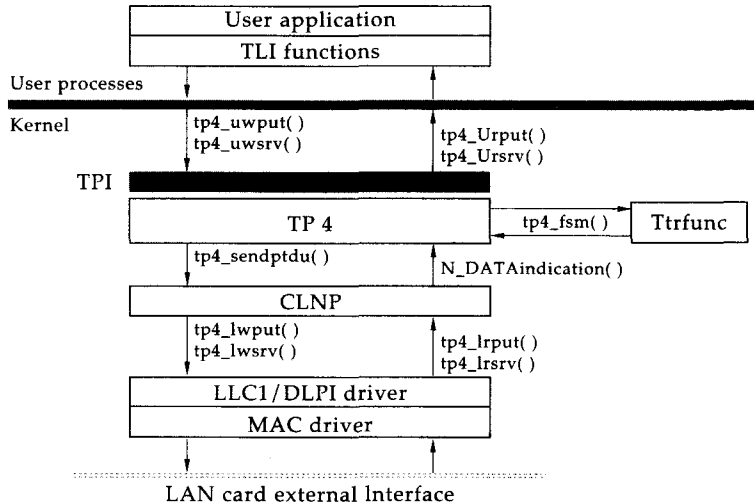 User application
TLI functions
User processes
Kernel
tp4_uwput( )
tp4_uwsrv( )
tp4_Urput( )
tp4_Ursrv( )
TPI
TP 4
tp4_fsm( )
Ttrfunc
tp4_sendptdu( )
N_DATAindication( )
CLNP
tp4_lwput( )
tp4_lwsrv( )
tp4_lrput( )
tp4_lrsrv( )
LLC1/DLPI driver
MAC driver
LAN card external Interface